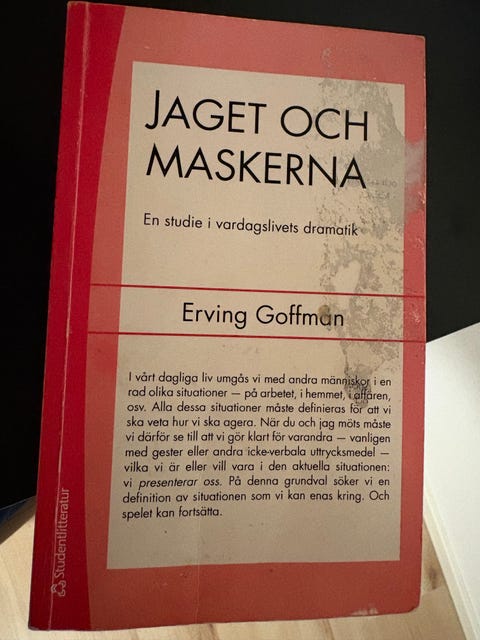 JAGET OCH
MASKERNA
En studie i vardagslivets dramatik
Erving Goffman
I vårt dagliga liv umgås vi med andra människor i en
rad olika situationer — på arbetet, i hemmet, i affären,
osv. Alla dessa situationer måste definieras för att vi
ska veta hur vi ska agera. När du och jag möts måste
vi därför se till att vi gör klart för varandra — vanligen
med gester eller andra icke-verbala uttrycksmedel —
vilka vi är eller vill vara i den aktuella situationen:
vi presenterar oss. På denna grundval söker vi en
definition av situationen som vi kan enas kring. Och
spelet kan fortsätta.
Studentlitteratur